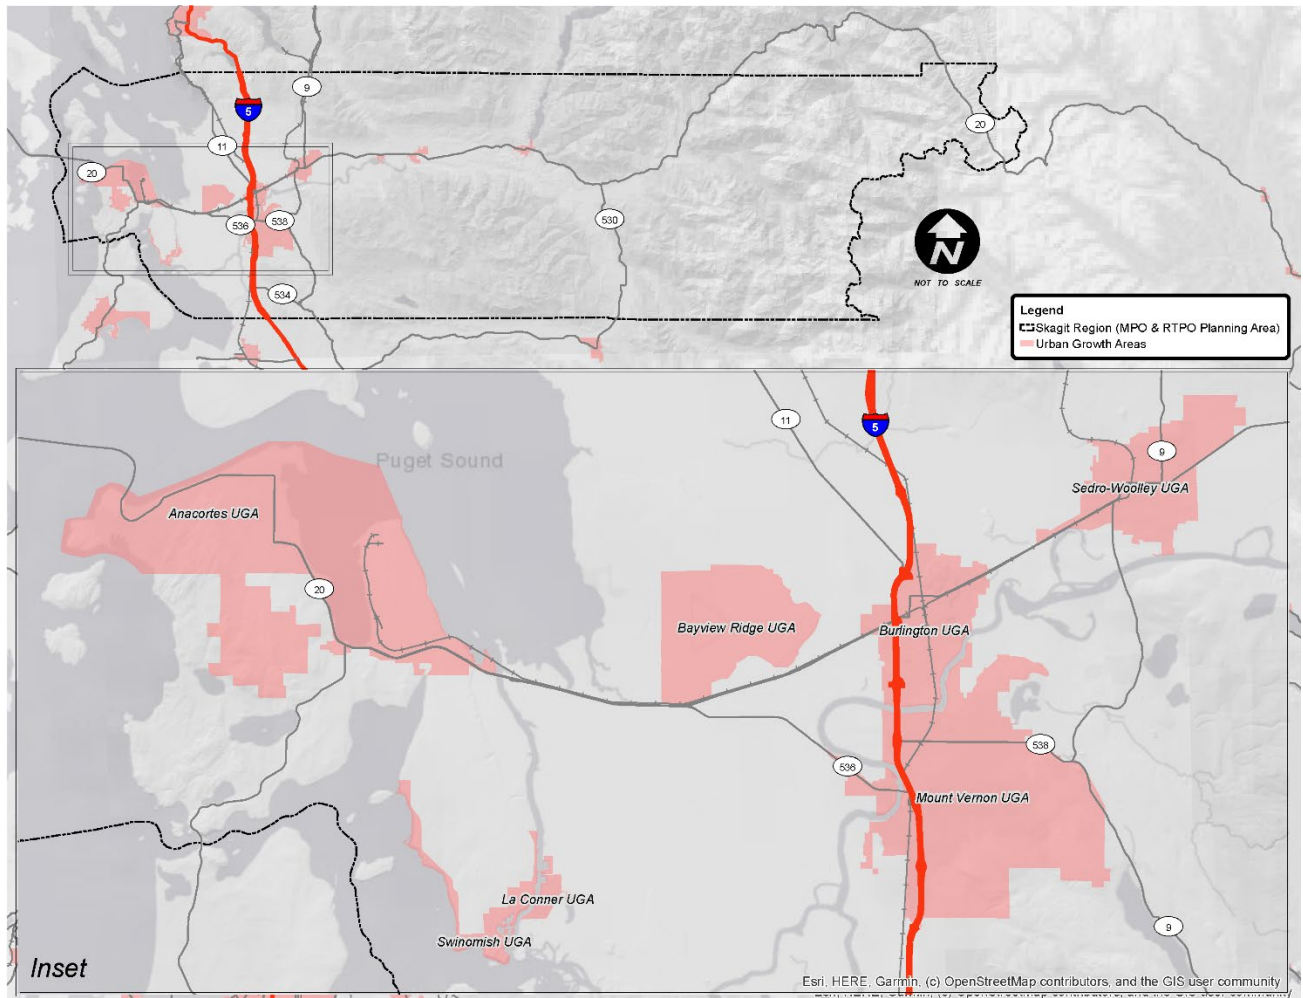 9
5
11
20
20
536
538
530
534
N
NOT TO SCALE
Legend
Skagit Region (MPO & RTPO Planning Area)
Urban Growth Areas
11
5
9
Puget Sound
Sedro-Woolley UGA
Anacortes UGA
20
Bayview Ridge UGA
Burlington UGA
538
536
Mount Vernon UGA
La Conner UGA
9
Swinomish UGA
Inset
Esri, HERE, Garmin, (c) OpenStreetMap contributors, and the GIS user community